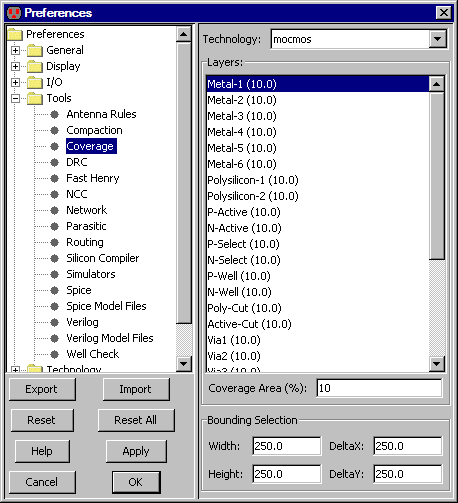 Preferences
Preferences
General
Display
I/O
Tools
Antenna Rules
Compaction
Coverage
DRC
Fast Henry
NCC
Network
Parasitic
Routing
Silicon Compiler
Simulators
Spice
Spice Model Files
Verilog
Verilog Model Files
Well Check
Technology
Export Import
Reset Reset All
Help Apply
Cancel OK
Technology: mocmos
Layers:
Metal-1 (10.0)
Metal-2 (10.0)
Metal-3 (10.0)
Metal-4 (10.0)
Metal-5 (10.0)
Metal-6 (10.0)
Polysilicon-1 (10.0)
Polysilicon-2 (10.0)
P-Active (10.0)
N-Active (10.0)
P-Select (10.0)
N-Select (10.0)
P-Well (10.0)
N-Well (10.0)
Poly-Cut (10.0)
Active-Cut (10.0)
Via1 (10.0)
Via2 (10.0)
Via3 (10.0)
Coverage Area (%): 10
Bounding Selection
Width: 250.0 DeltaX: 250.0
Height: 250.0 DeltaY: 250.0